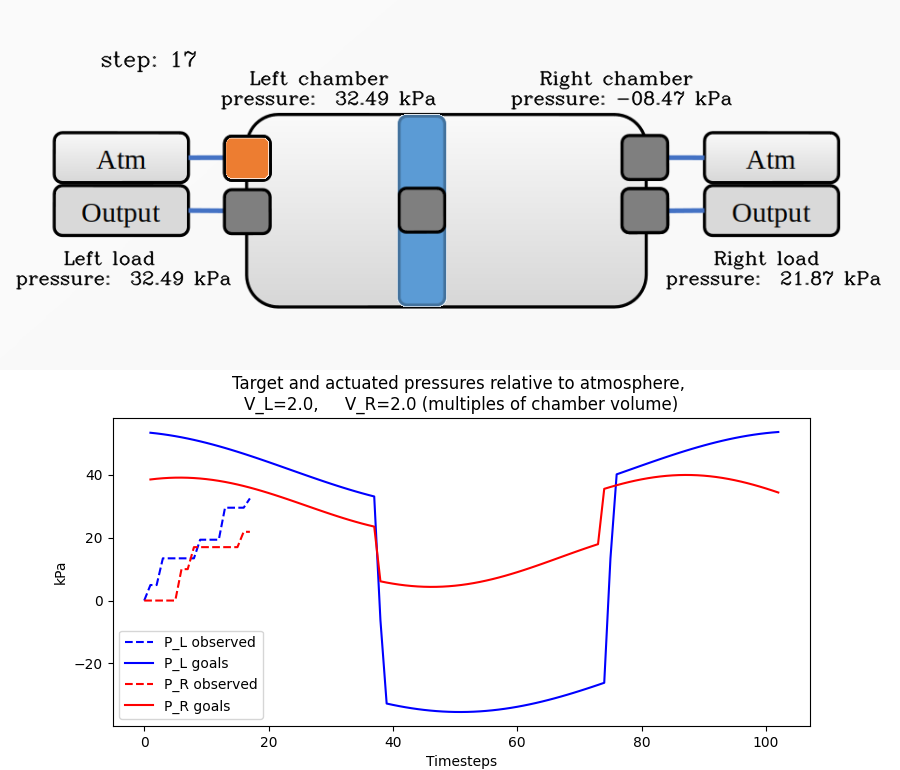 step: 17
Left chamber
pressure: 32.49 kPa
Right chamber
pressure: −08.47 kPa
Atm
Output
Atm
Output
Left load
pressure: 32.49 kPa
Right load
pressure: 21.87 kPa
Target and actuated pressures relative to atmosphere,
V_L=2.0, V_R=2.0 (multiples of chamber volume)
kPa
40
20
0
−20
P_L observed
P_L goals
P_R observed
P_R goals
0 20 40 60 80 100
Timesteps